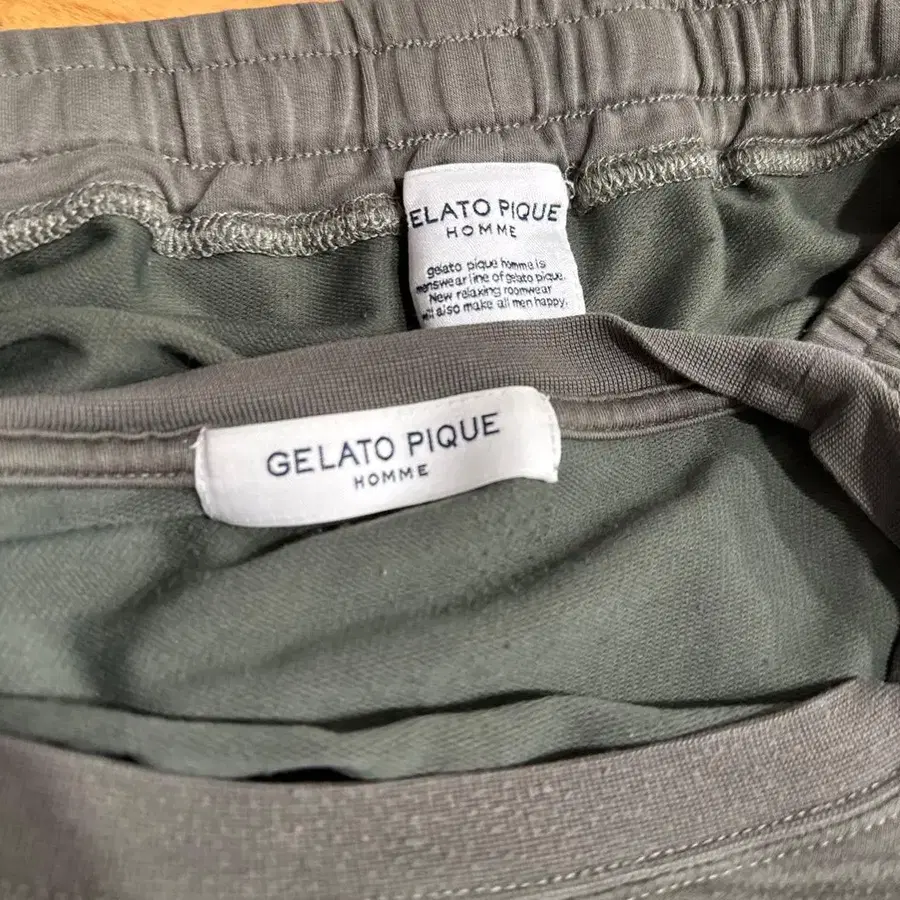 GELATO PIQUE
HOMME
gelato pique homme is
menswear line of gelato pique.
New relaxing roomwear
will also make all men happy.
GELATO PIQUE
HOMME